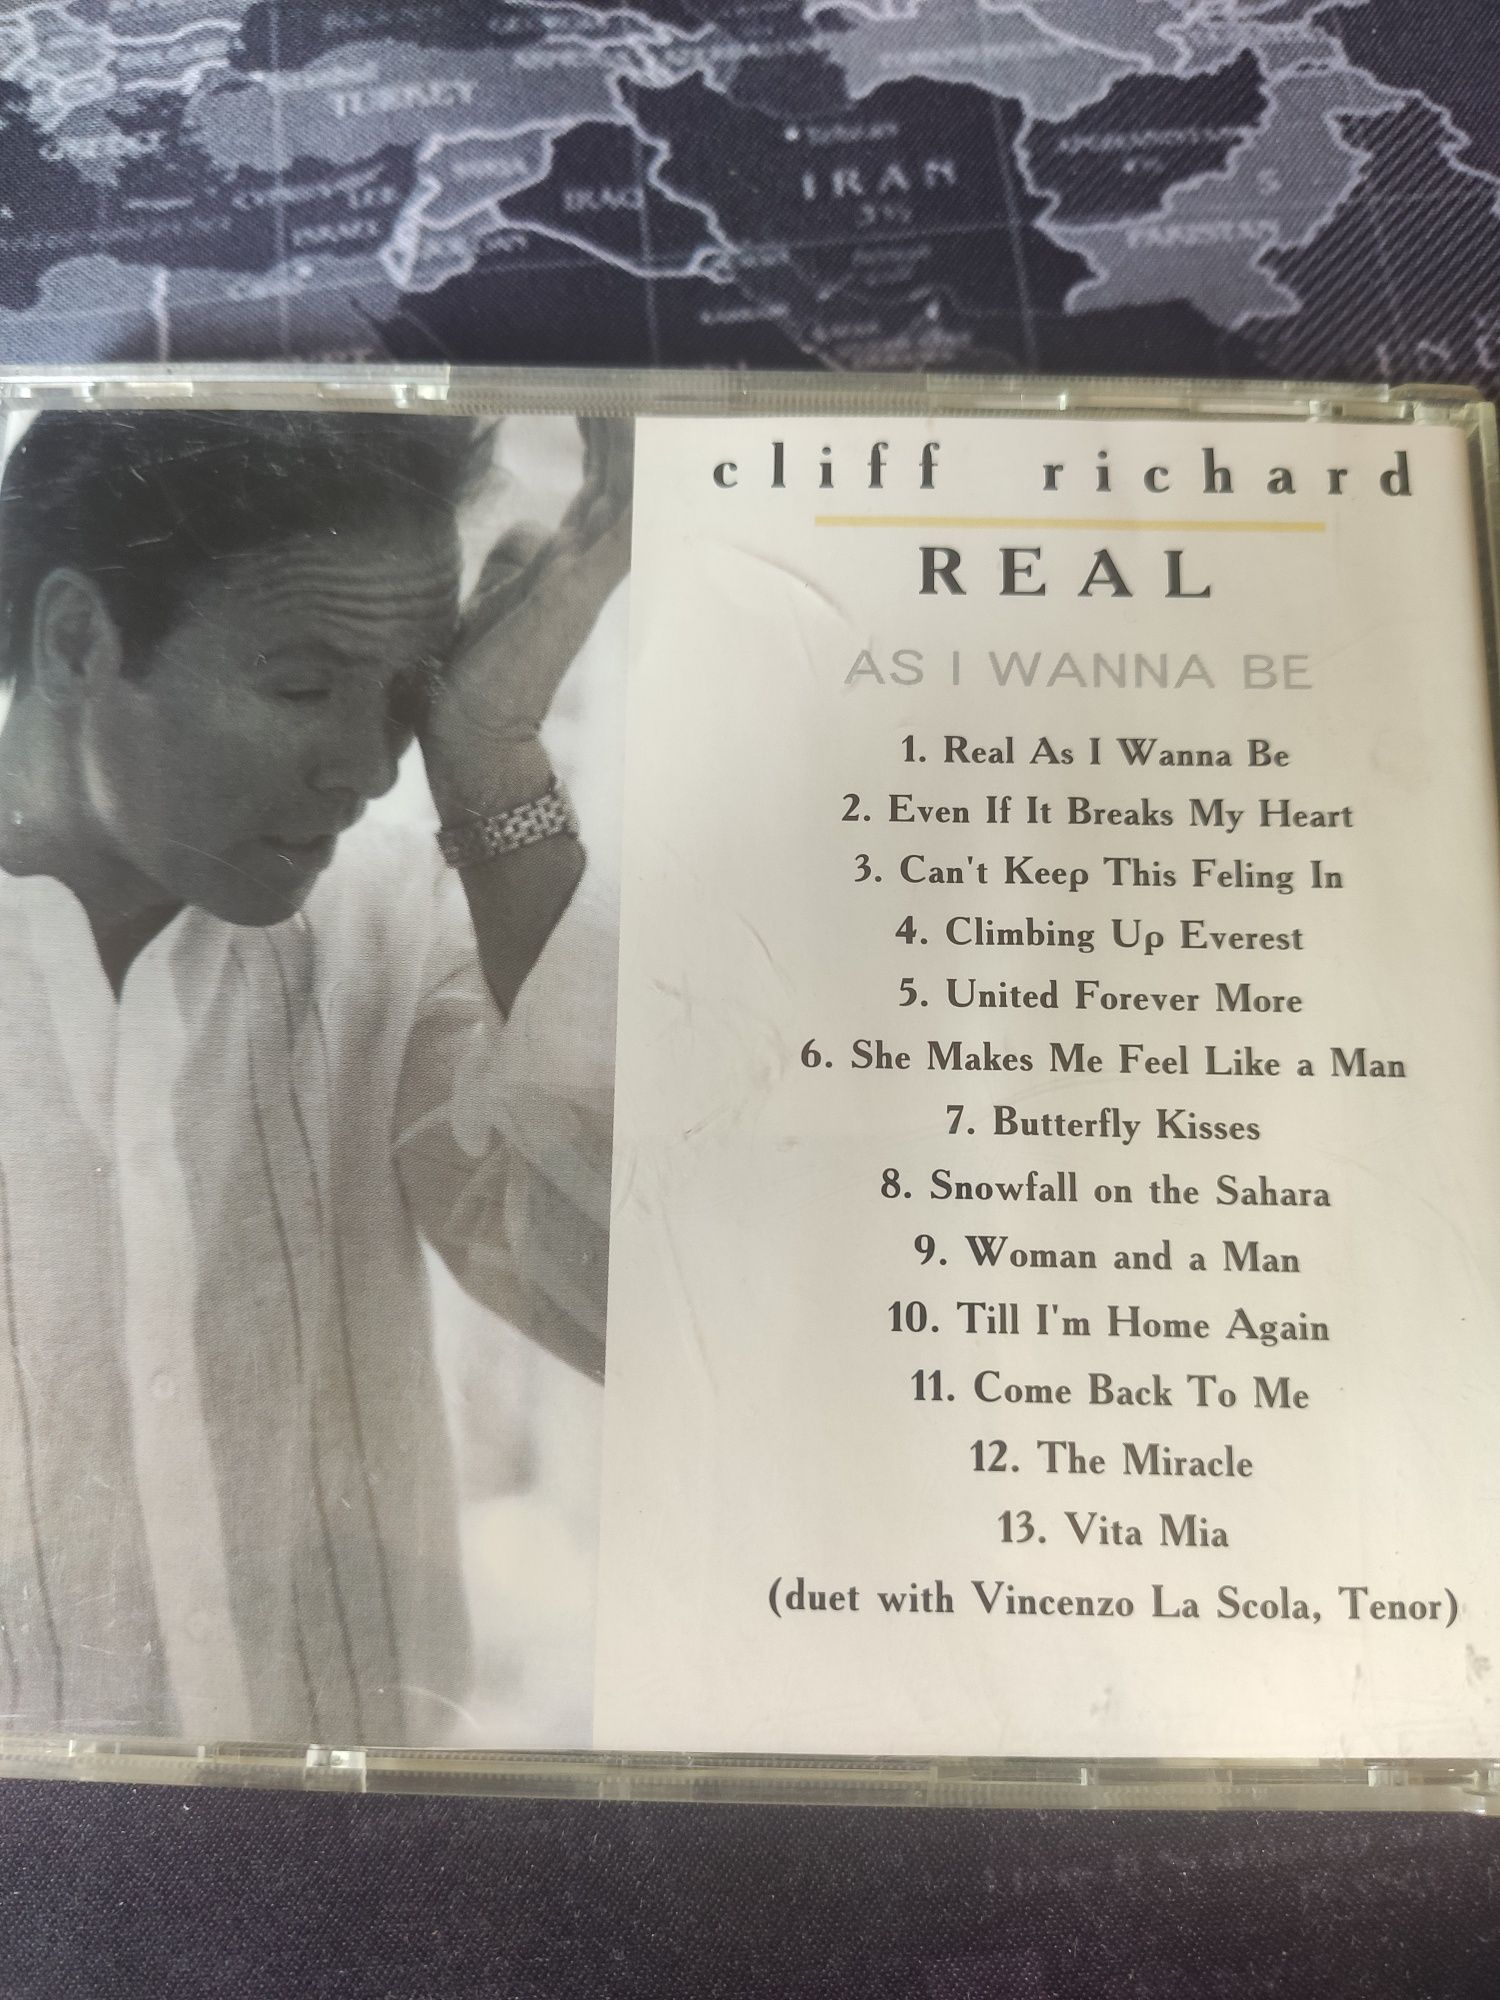 TURKEY
IRAQ
IRAN
ISRAEL
PAKISTAN
cliff richard
REAL
AS I WANNA BE
1. Real As I Wanna Be
2. Even If It Breaks My Heart
3. Can't Keep This Feling In
4. Climbing Up Everest
5. United Forever More
6. She Makes Me Feel Like a Man
7. Butterfly Kisses
8. Snowfall on the Sahara
9. Woman and a Man
10. Till I'm Home Again
11. Come Back To Me
12. The Miracle
13. Vita Mia
(duet with Vincenzo La Scola, Tenor)